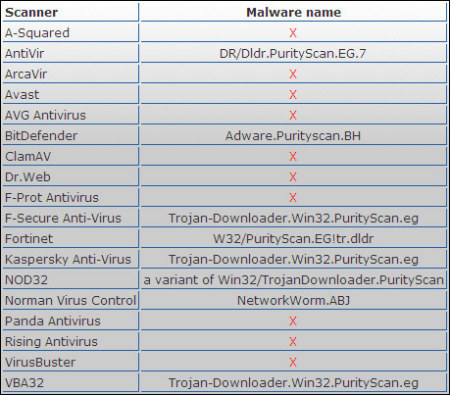 Scanner Malware name
A-Squared X
AntiVir DR/Dldr.PurityScan.EG.7
ArcaVir X
Avast X
AVG Antivirus X
BitDefender Adware.Purityscan.BH
ClamAV X
Dr.Web X
F-Prot Antivirus X
F-Secure Anti-Virus Trojan-Downloader.Win32.PurityScan.eg
Fortinet W32/PurityScan.EG!tr.dldr
Kaspersky Anti-Virus Trojan-Downloader.Win32.PurityScan.eg
NOD32 a variant of Win32/TrojanDownloader.PurityScan
Norman Virus Control NetworkWorm.ABJ
Panda Antivirus X
Rising Antivirus X
VirusBuster X
VBA32 Trojan-Downloader.Win32.PurityScan.eg